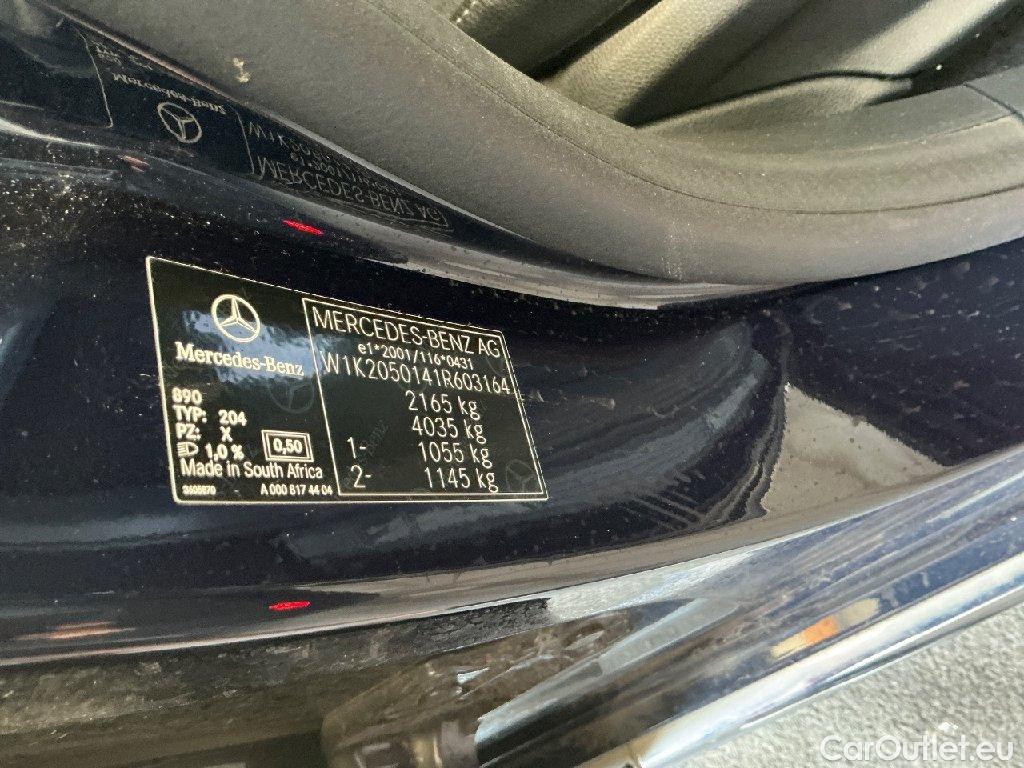 Mercedes-Benz
890
TYP: 204
PZ: X
1,0 % 0,50
Made in South Africa
A 000 817 44 04
MERCEDES-BENZ AG
e1*2001/116*0431
W1K2050141R603164
2165 kg
4035 kg
1- 1055 kg
2- 1145 kg
MERCEDES-BENZ AG
CarOutlet.eu